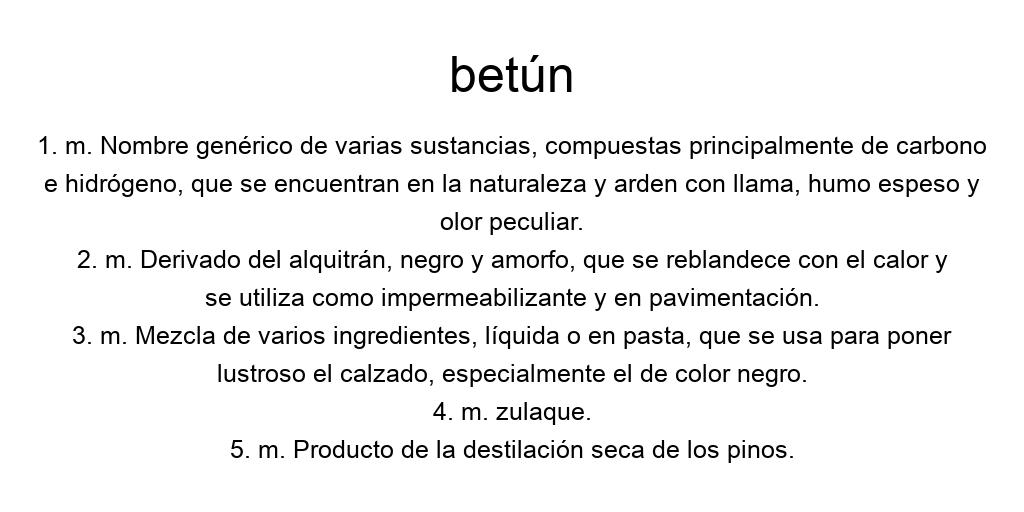 betún
1. m. Nombre genérico de varias sustancias, compuestas principalmente de carbono
e hidrógeno, que se encuentran en la naturaleza y arden con llama, humo espeso y
olor peculiar.
2. m. Derivado del alquitrán, negro y amorfo, que se reblandece con el calor y
se utiliza como impermeabilizante y en pavimentación.
3. m. Mezcla de varios ingredientes, líquida o en pasta, que se usa para poner
lustroso el calzado, especialmente el de color negro.
4. m. zulaque.
5. m. Producto de la destilación seca de los pinos.